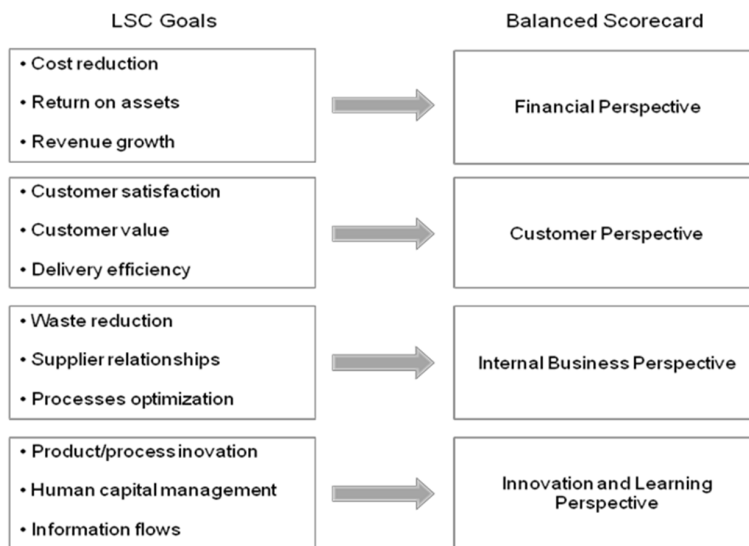 LSC Goals
Balanced Scorecard
• Cost reduction
• Return on assets
• Revenue growth
Financial Perspective
• Customer satisfaction
• Customer value
• Delivery efficiency
Customer Perspective
• Waste reduction
• Supplier relationships
• Processes optimization
Internal Business Perspective
• Product/process inovation
• Human capital management
• Information flows
Innovation and Learning
Perspective